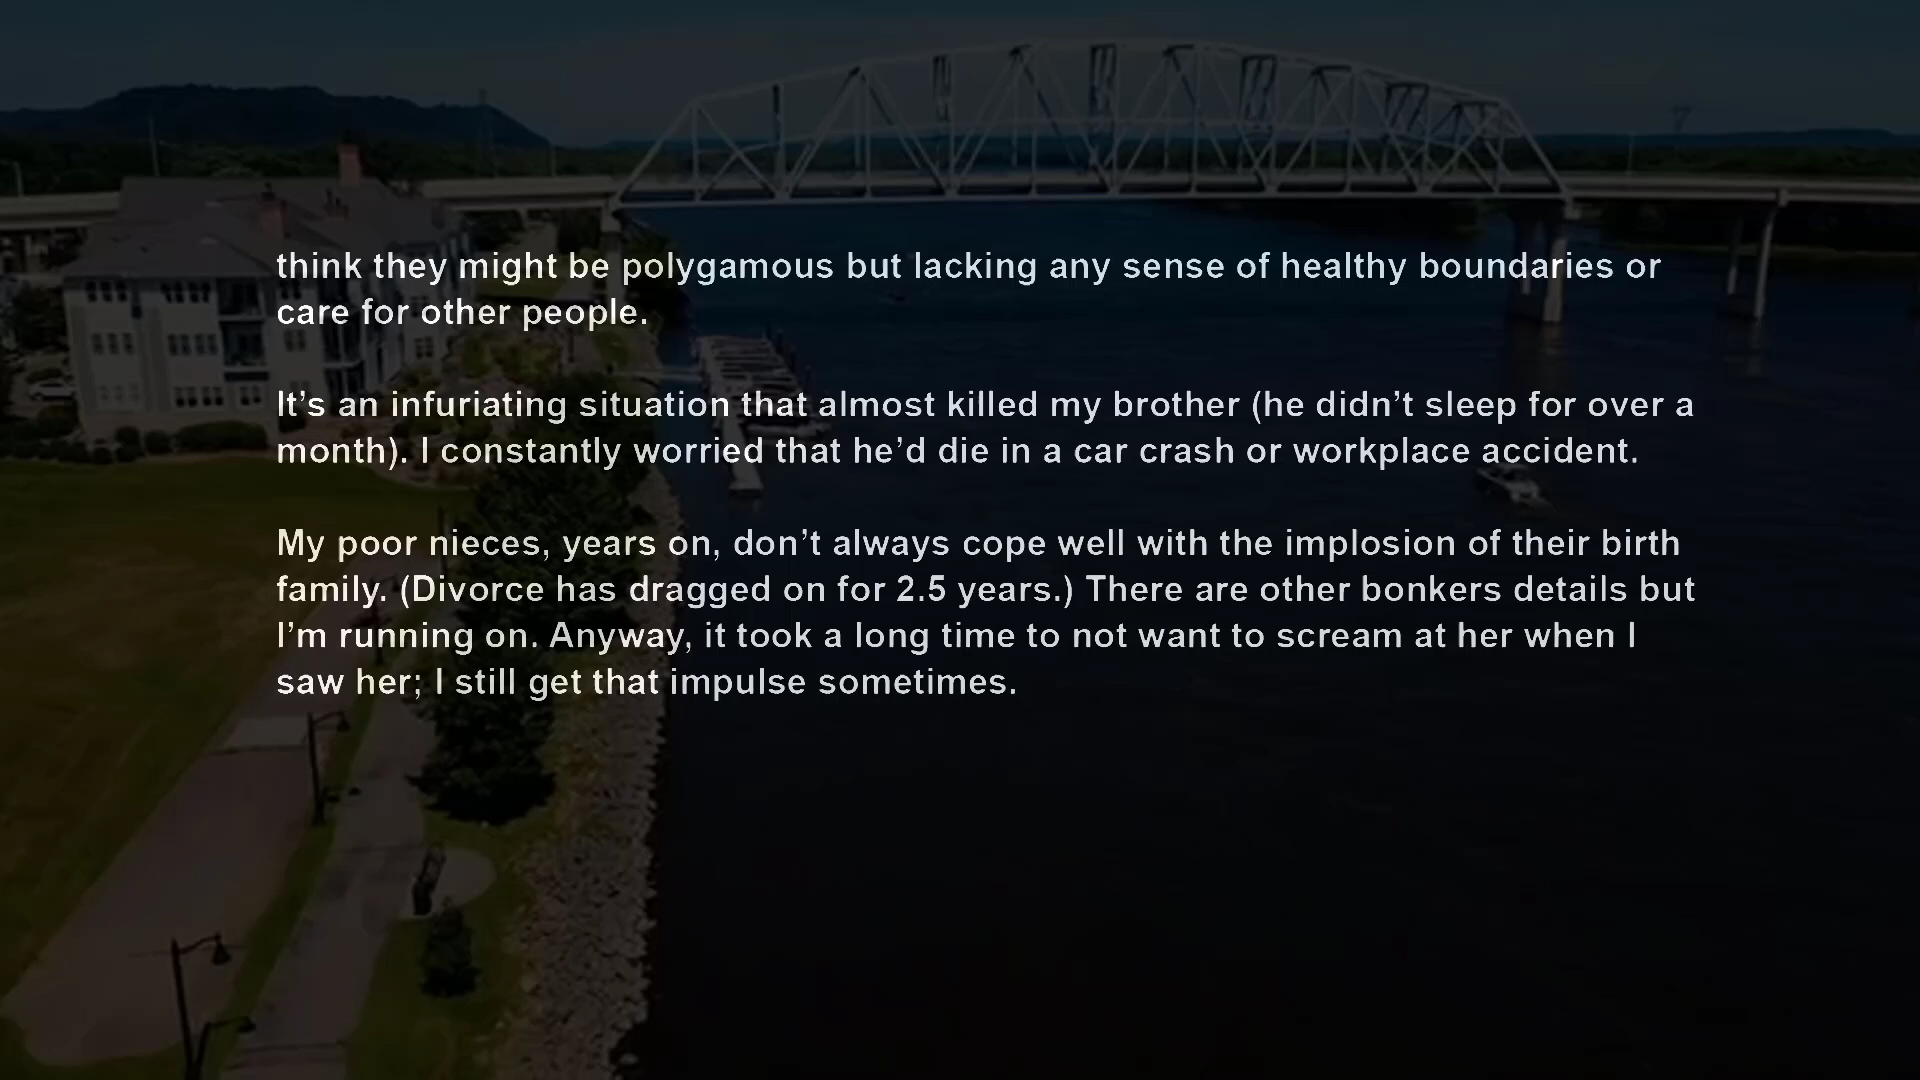 think they might be polygamous but lacking any sense of healthy boundaries or
care for other people.
It’s an infuriating situation that almost killed my brother (he didn’t sleep for over a
month). I constantly worried that he’d die in a car crash or workplace accident.
My poor nieces, years on, don’t always cope well with the implosion of their birth
family. (Divorce has dragged on for 2.5 years.) There are other bonkers details but
I’m running on. Anyway, it took a long time to not want to scream at her when I
saw her; I still get that impulse sometimes.